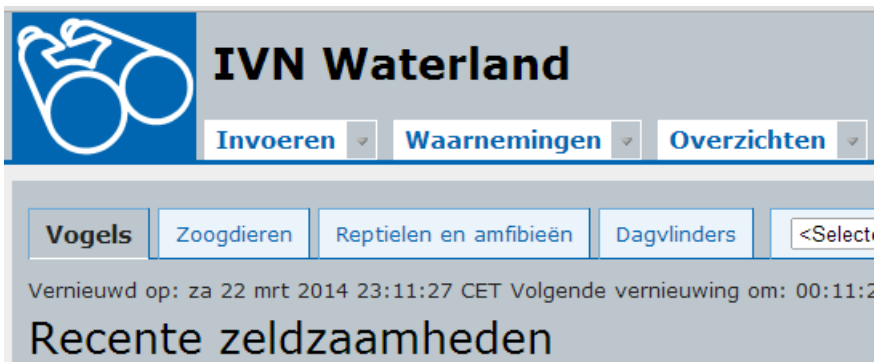 IVN Waterland
Invoeren Waarnemingen Overzichten
Vogels Zoogdieren Reptielen en amfibieën Dagvlinders
Vernieuwd op: za 22 mrt 2014 23:11:27 CET Volgende vernieuwing om:
Recente zeldzaamheden